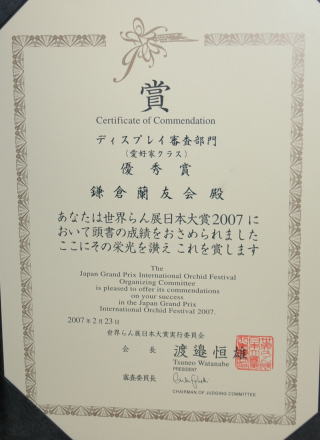 賞
Certificate of Commendation
ディスプレイ審査部門
(愛好家クラス)
優秀賞
鎌倉蘭友会 殿
あなたは世界らん展日本大賞2007に
おいて頭書の成績をおさめられました
ここにその栄光を讃え これを賞します
The
Japan Grand Prix International Orchid Festival
Organizing Committee
is pleased to offer its commendations
on your success
in the Japan Grand Prix
International Orchid Festival 2007.
2007年2月23日
世界らん展日本大賞実行委員会
会 長 渡邉恒雄
Tsuneo Watanabe
PRESIDENT
審査委員長
CHAIRMAN OF JUDGING COMMITTEE